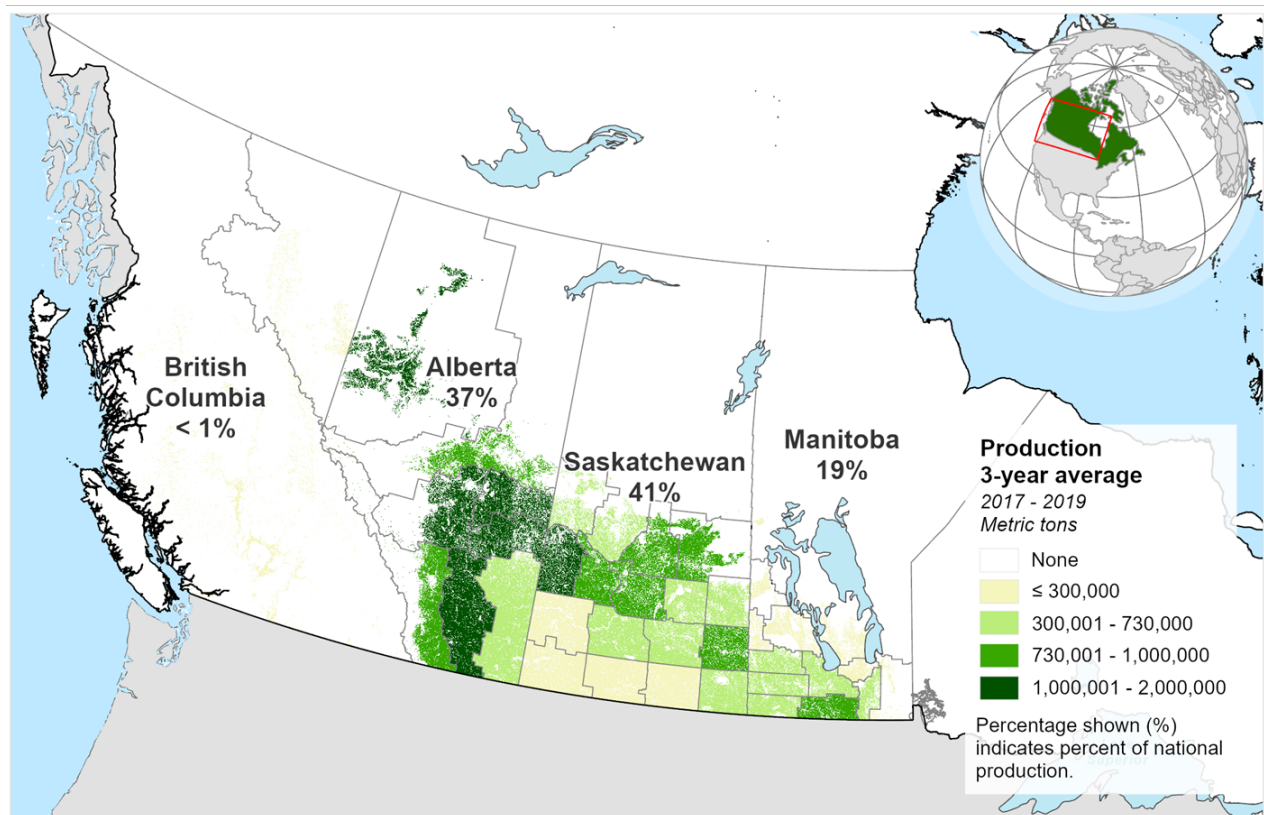 British
Columbia
< 1%
Alberta
37%
Saskatchewan
41%
Manitoba
19%
Production
3-year average
2017 - 2019
Metric tons
None
≤ 300,000
300,001 - 730,000
730,001 - 1,000,000
1,000,001 - 2,000,000
Percentage shown (%)
indicates percent of national
production.
Superior